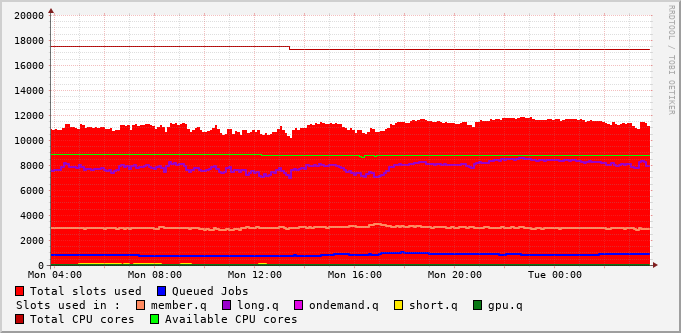 20000
18000
16000
14000
12000
10000
8000
6000
4000
2000
0
Mon 04:00 Mon 08:00 Mon 12:00 Mon 16:00 Mon 20:00 Tue 00:00
Total slots used Queued Jobs
Slots used in : member.q long.q ondemand.q short.q gpu.q
Total CPU cores Available CPU cores
RRDTOOL / TOBI OETIKER